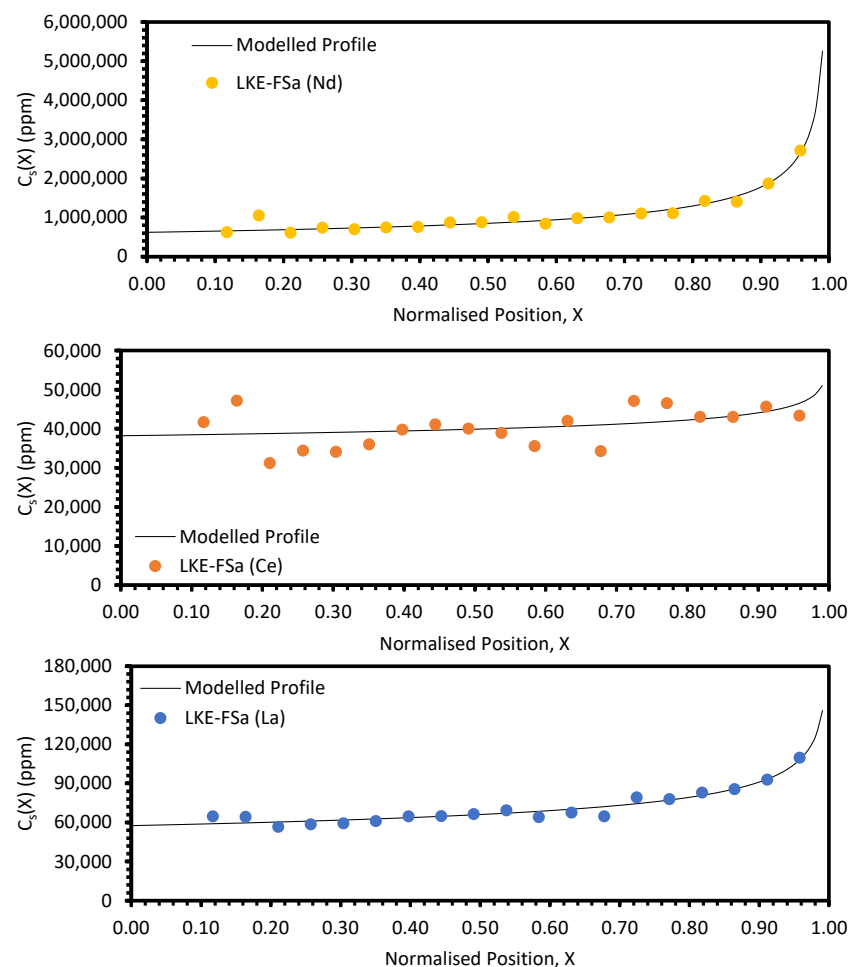 6,000,000
5,000,000
4,000,000
3,000,000
2,000,000
1,000,000
0
Cs(X) (ppm)
Modelled Profile
LKE-FSa (Nd)
0.00 0.10 0.20 0.30 0.40 0.50 0.60 0.70 0.80 0.90 1.00
Normalised Position, X
60,000
50,000
40,000
30,000
20,000
10,000
0
Cs(X) (ppm)
Modelled Profile
LKE-FSa (Ce)
0.00 0.10 0.20 0.30 0.40 0.50 0.60 0.70 0.80 0.90 1.00
Normalised Position, X
180,000
150,000
120,000
90,000
60,000
30,000
0
Cs(X) (ppm)
Modelled Profile
LKE-FSa (La)
0.00 0.10 0.20 0.30 0.40 0.50 0.60 0.70 0.80 0.90 1.00
Normalised Position, X